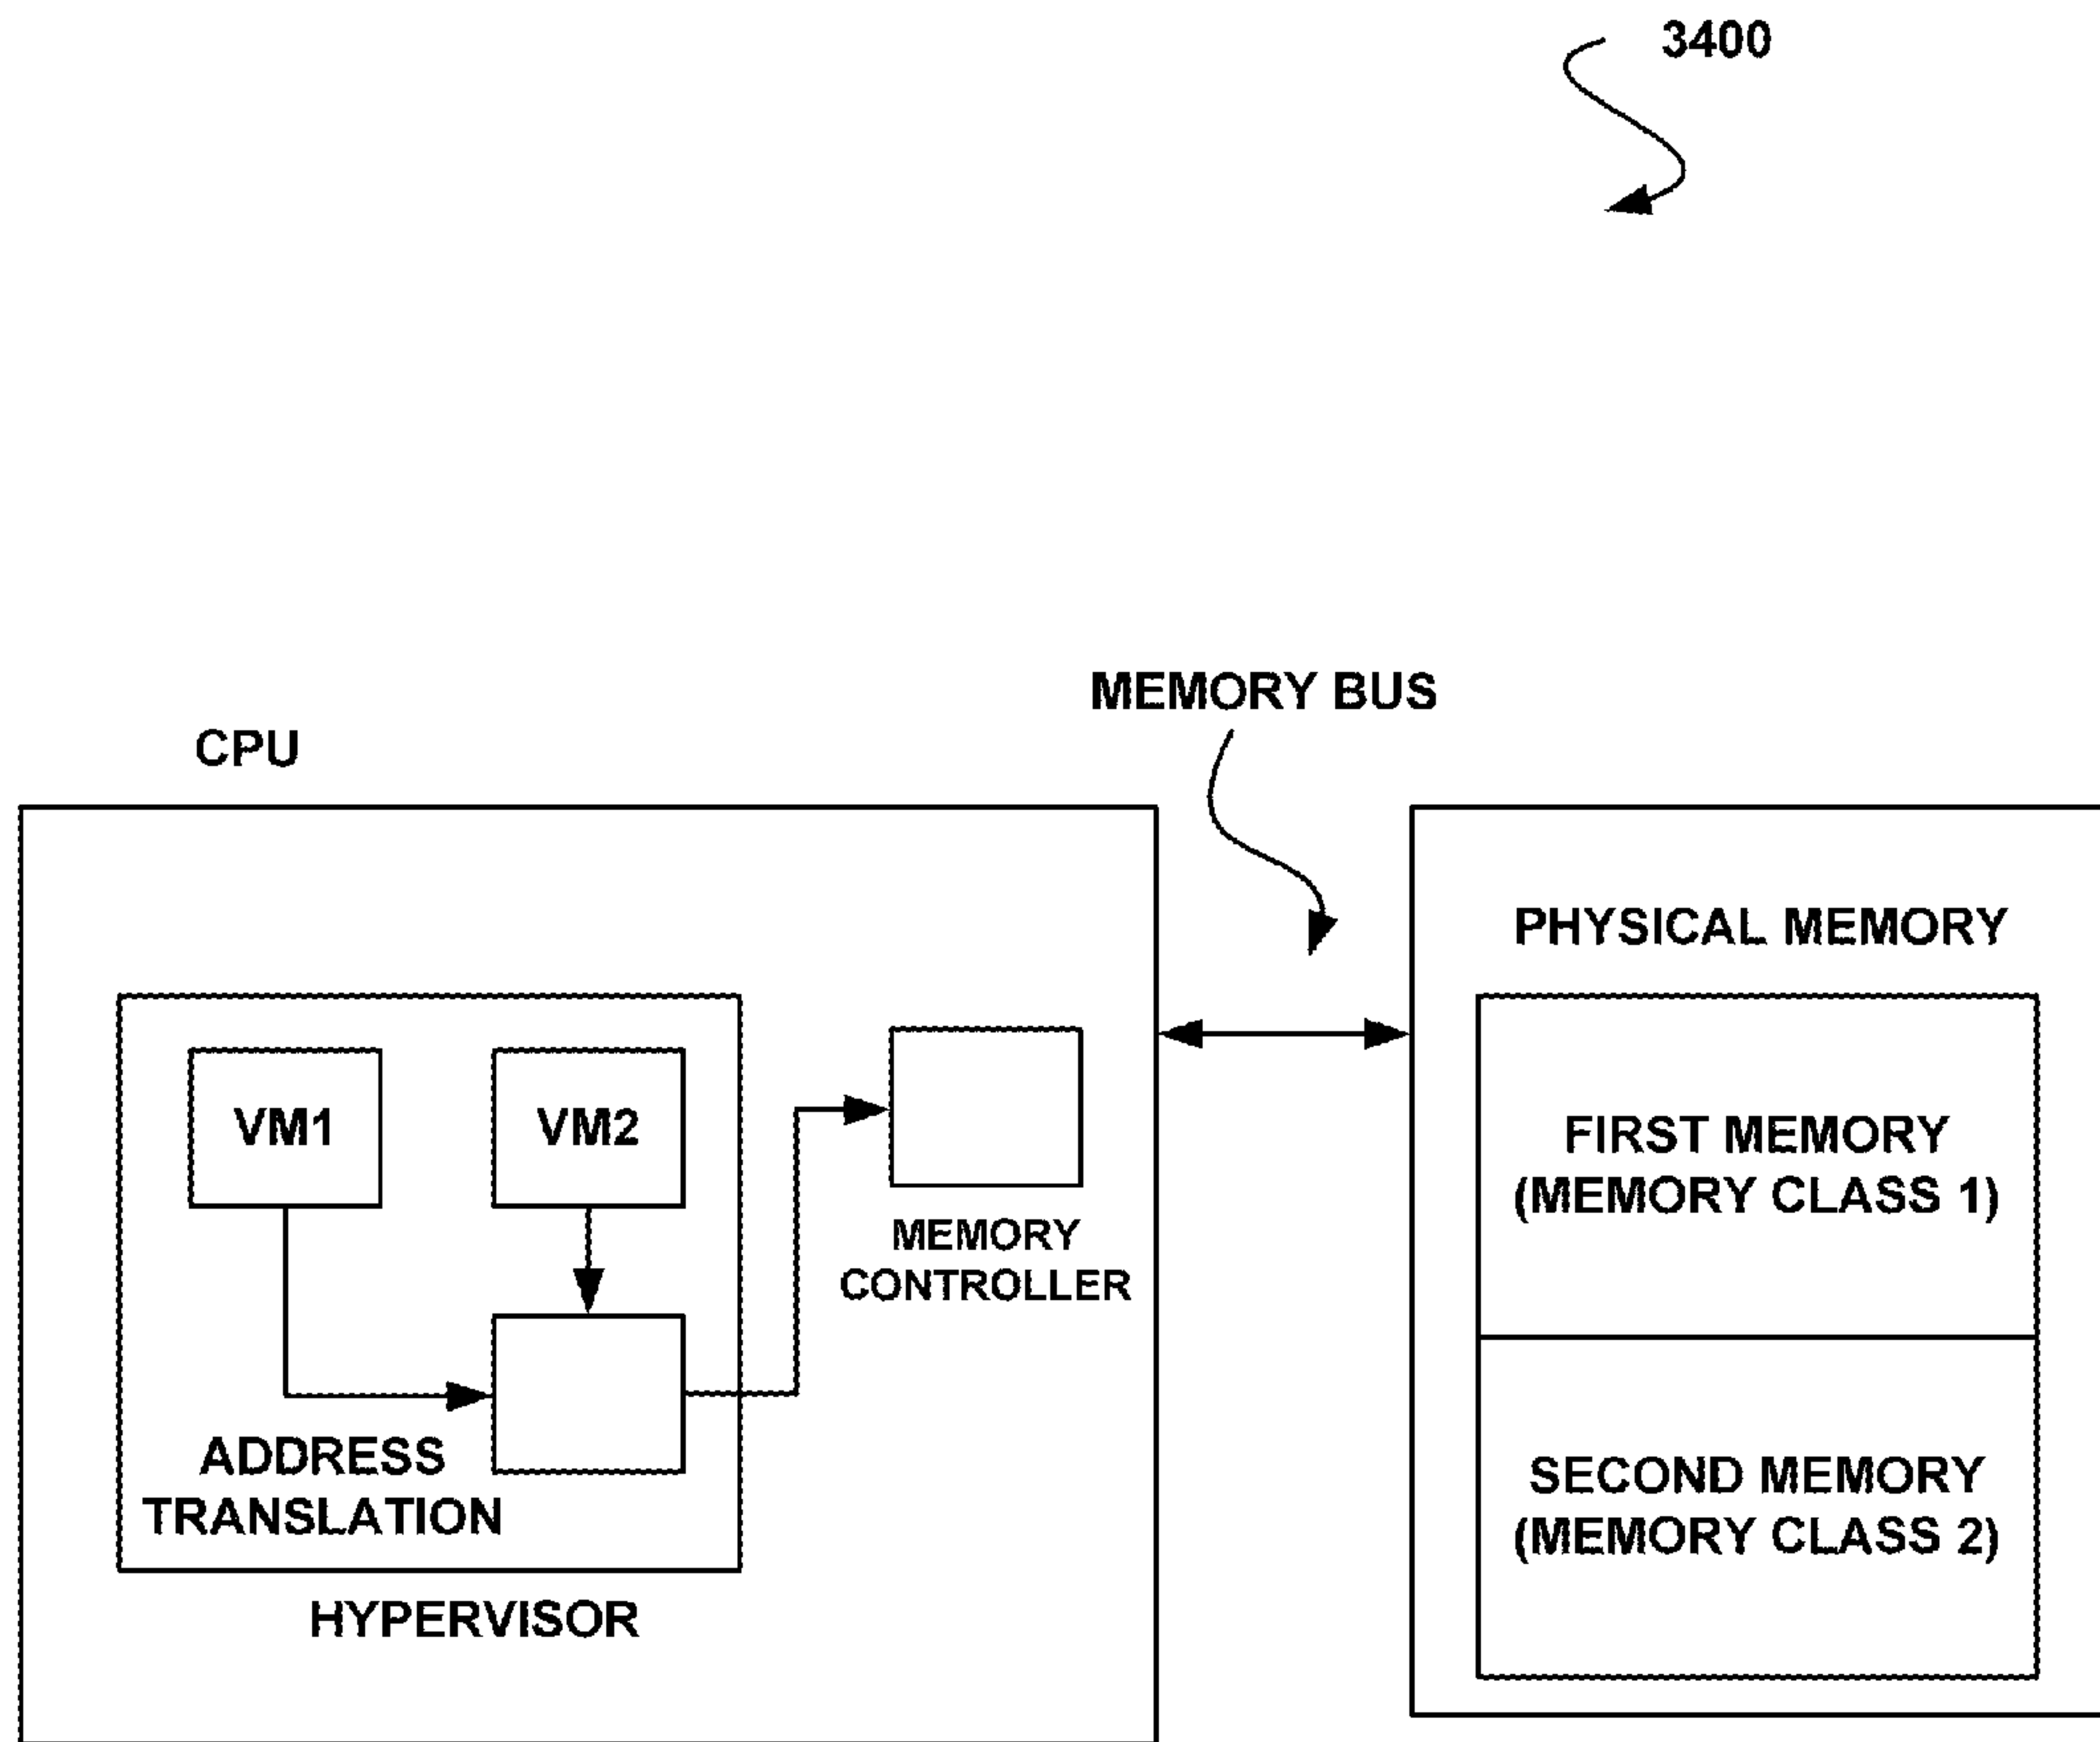 3400
MEMORY BUS
CPU
PHYSICAL MEMORY
VM1
VM2
FIRST MEMORY
(MEMORY CLASS 1)
MEMORY
CONTROLLER
ADDRESS
TRANSLATION
SECOND MEMORY
(MEMORY CLASS 2)
HYPERVISOR